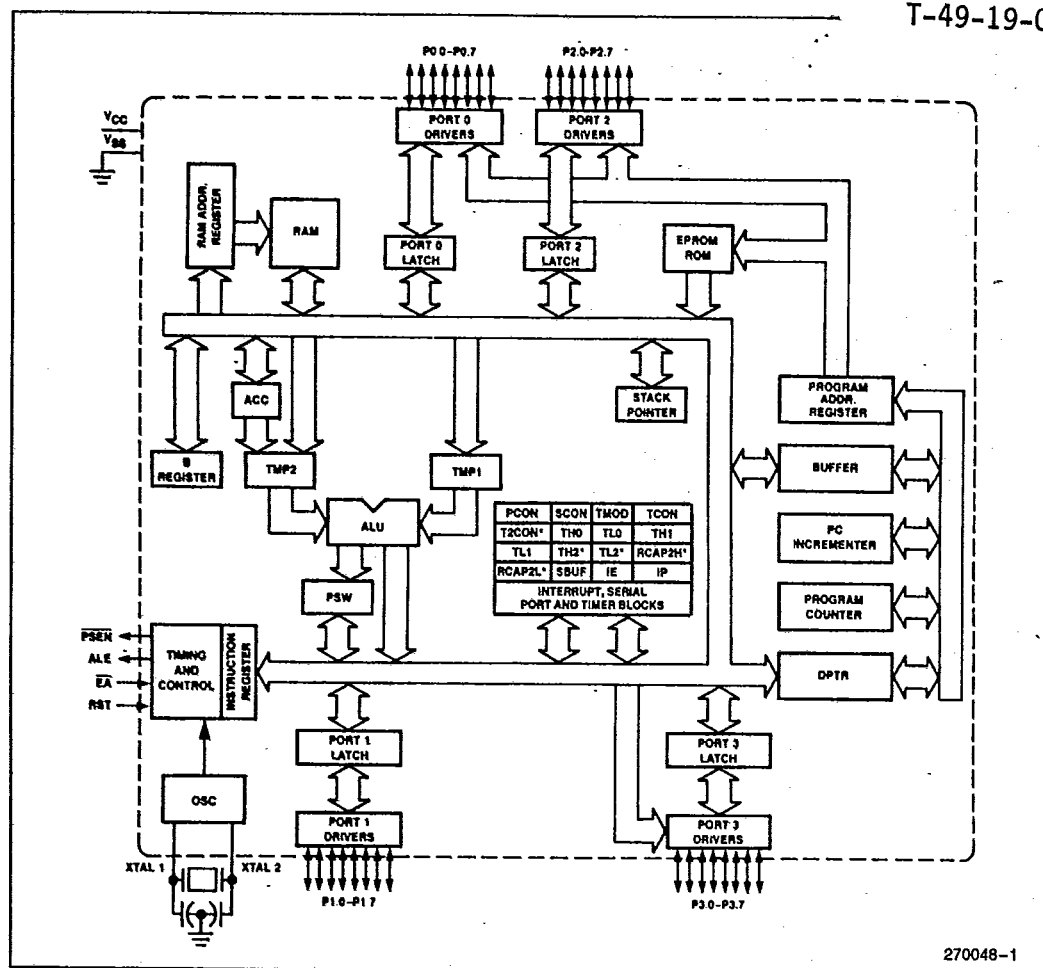 T-49-19-0
P0 0-P0.7
P2.0-P2.7
VCC
VSS
PORT 0
DRIVERS
PORT 2
DRIVERS
RAM ADDR.
REGISTER
RAM
PORT 0
LATCH
PORT 2
LATCH
EPROM
ROM
ACC
STACK
POINTER
PROGRAM
ADDR.
REGISTER
B
REGISTER
TMP2
TMP1
BUFFER
ALU
PCON SCON TMOD TCON
T2CON* TH0 TL0 TH1
TL1 TH2* TL2* RCAP2H*
RCAP2L* SBUF IE IP
INTERRUPT, SERIAL
PORT AND TIMER BLOCKS
PC
INCREMENTER
PSW
PROGRAM
COUNTER
PSEN
ALE
EA
RST
TIMING
AND
CONTROL
INSTRUCTION
REGISTER
DPTR
PORT 1
LATCH
PORT 3
LATCH
OSC
PORT 1
DRIVERS
PORT 3
DRIVERS
XTAL 1
XTAL 2
P1.0-P1 7
P3.0-P3.7
270048-1